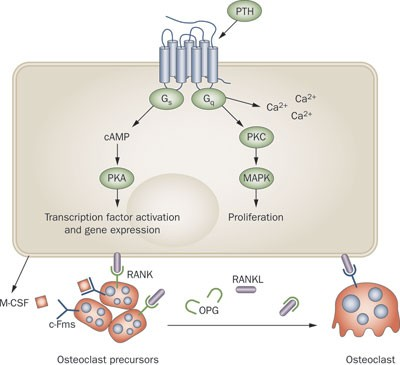 PTH
Gs
Gq
Ca2+
Ca2+
Ca2+
cAMP
PKC
PKA
MAPK
Transcription factor activation
and gene expression
Proliferation
RANK
RANKL
M-CSF
c-Fms
OPG
Osteoclast precursors
Osteoclast